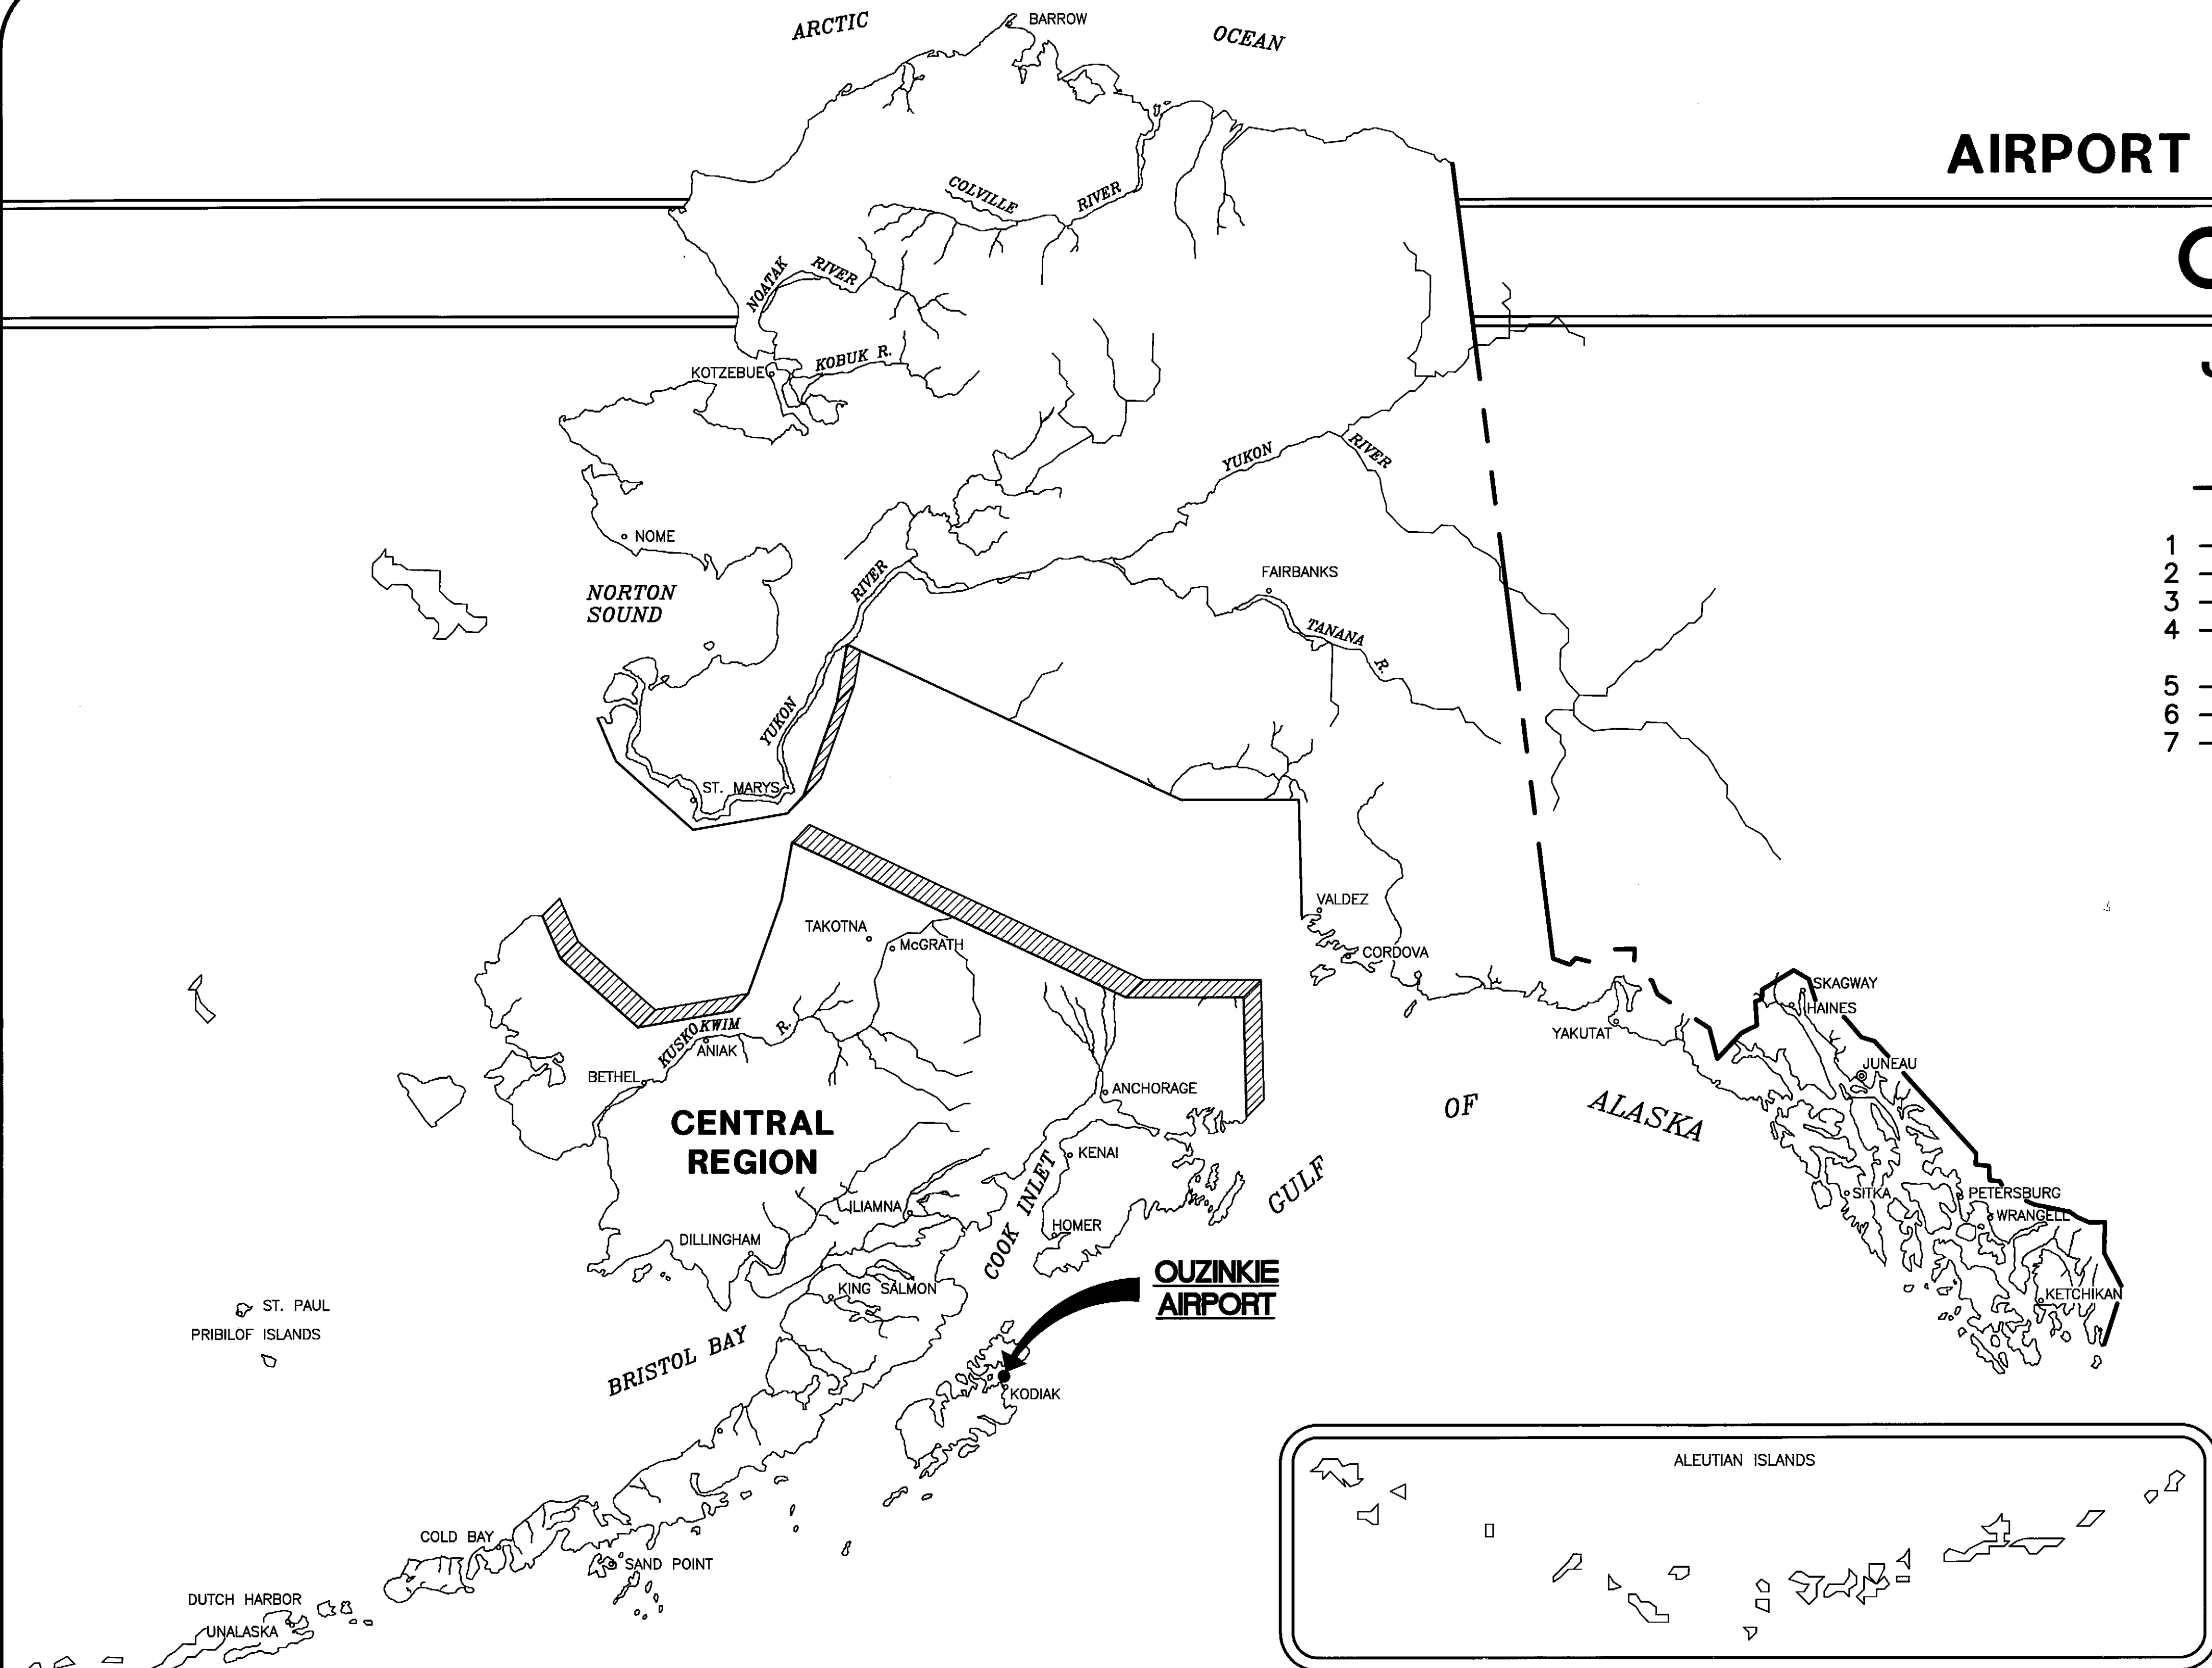 ARCTIC
BARROW
OCEAN
AIRPORT
COLVILLE
RIVER
NOATAK
RIVER
KOBUK R.
KOTZEBUE
YUKON
RIVER
1 -
2 -
3 -
4 -
5 -
6 -
7 -
NOME
NORTON
SOUND
RIVER
FAIRBANKS
TANANA
R.
YUKON
ST. MARYS
VALDEZ
TAKOTNA
McGRATH
CORDOVA
SKAGWAY
HAINES
YAKUTAT
KUSKOKWIM
R.
ANIAK
BETHEL
JUNEAU
ANCHORAGE
CENTRAL
REGION
GULF
OF
ALASKA
KENAI
COOK INLET
SITKA
PETERSBURG
WRANGELL
ILIAMNA
HOMER
DILLINGHAM
OUZINKIE
AIRPORT
KING SALMON
KETCHIKAN
ST. PAUL
PRIBILOF ISLANDS
BRISTOL BAY
KODIAK
ALEUTIAN ISLANDS
COLD BAY
SAND POINT
DUTCH HARBOR
UNALASKA